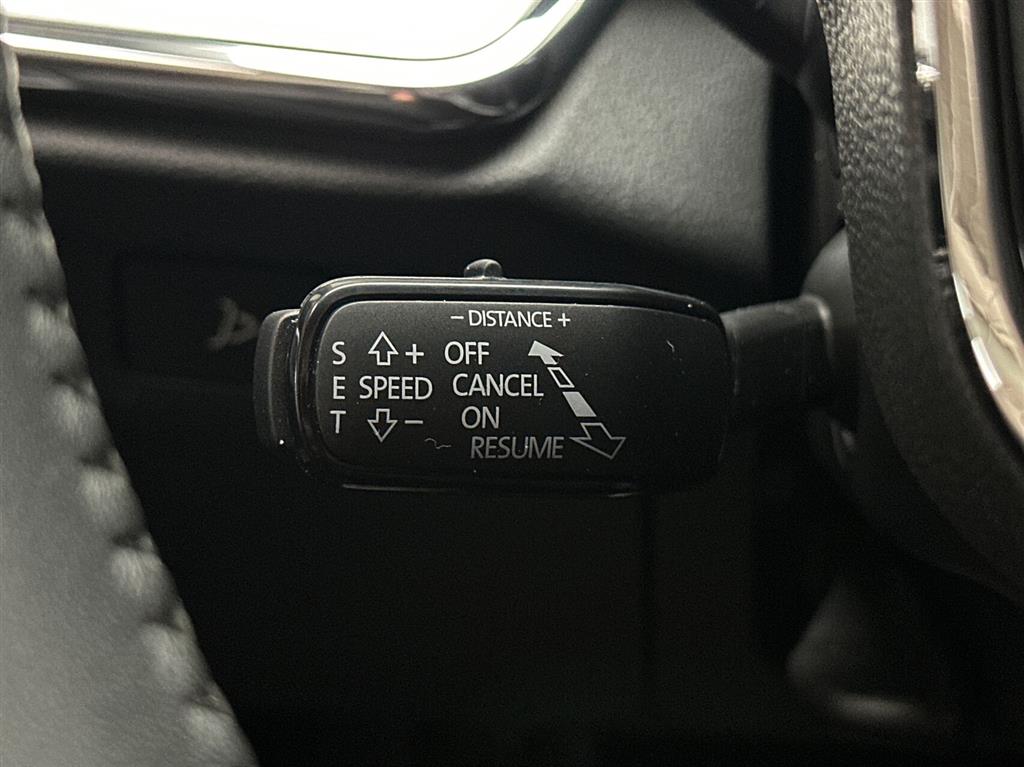 – DISTANCE +
S + OFF
E SPEED CANCEL
T – ON
RESUME